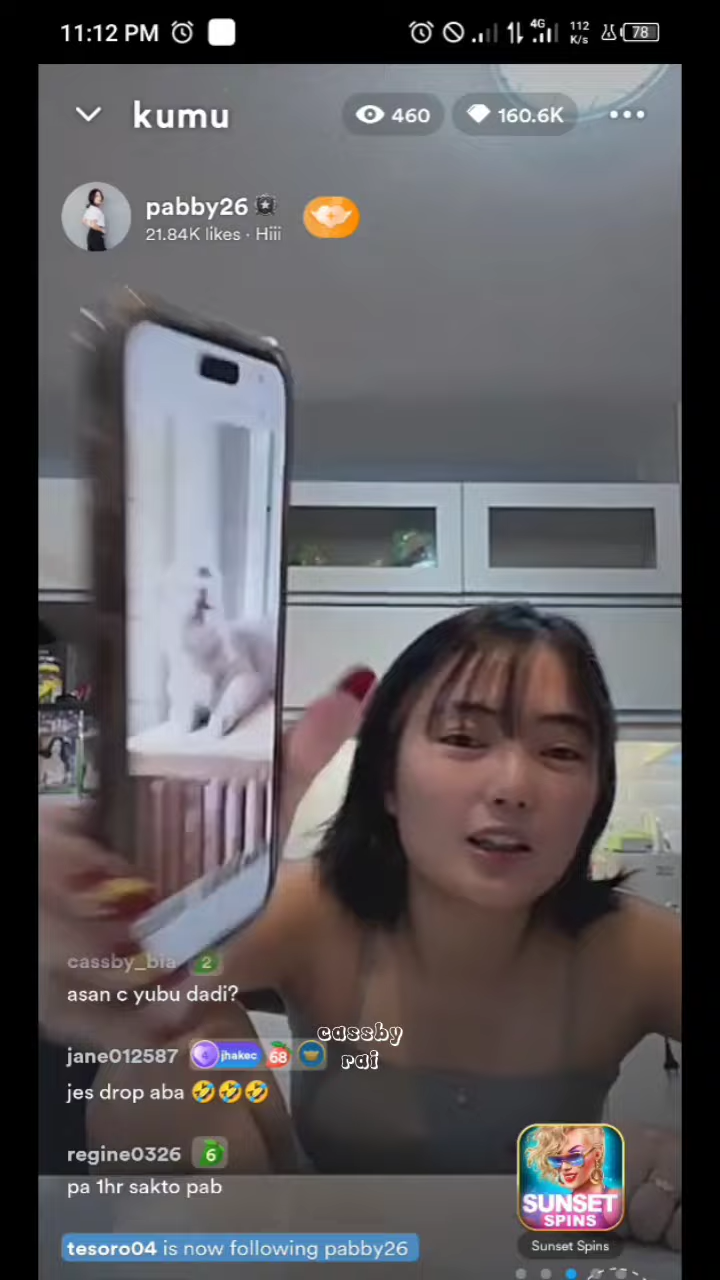 11:12 PM
4G
112
K/s
78
kumu
460
160.6K
pabby26
21.84K likes · Hiii
cassby_bia 2
asan c yubu dadi?
cassby
rai
jane012587 4 jhakec 68
jes drop aba 🤣🤣🤣
regine0326 6
pa 1hr sakto pab
SUNSET
SPINS
Sunset Spins
tesoro04 is now following pabby26